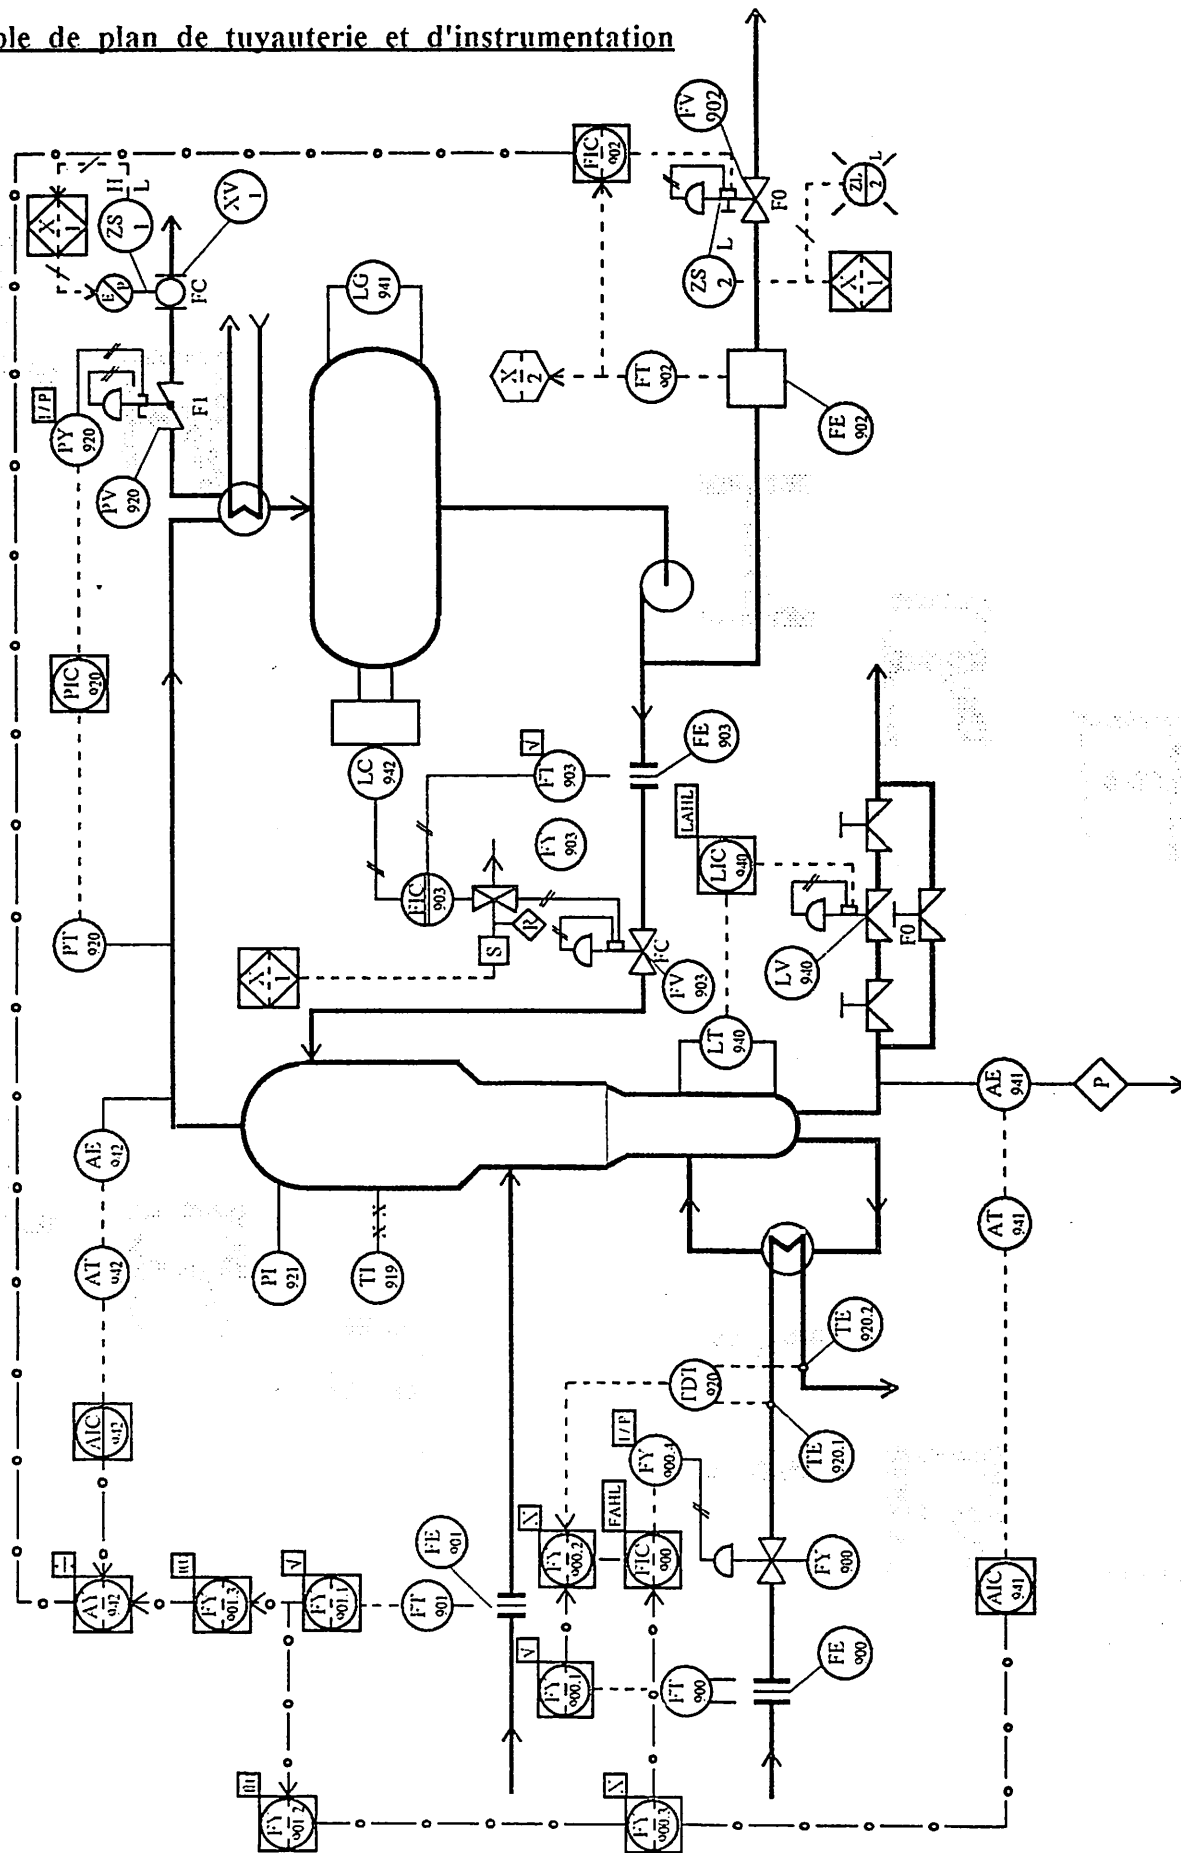 ple de plan de tuyauterie et d'instrumentation
FV
902
FIC
902
H
L
X
1
ZS
1
XV
1
ZL
2
L
E
P
FC
ZS
2
L
FO
X
1
LG
941
I/P
PY
920
F1
X
2
FT
902
FE
902
PV
920
PIC
920
LC
942
√
FT
903
FE
903
FY
903
LAHL
LIC
940
FIC
903
PT
920
X
1
S
R
FC
FV
903
LV
940
FO
LT
940
AE
942
AE
941
P
AT
942
PI
921
TI
919
AT
941
TE
920.2
AIC
942
TDT
920
I/P
FY
900.4
TE
920.1
FAHL
FE
901
FY
900.2
FIC
900
FY
900
AY
942
m
FY
901.3
√
FY
901.1
FT
901
AIC
941
√
FY
900.1
FT
900
FE
900
m
FY
901.2
FY
900.3